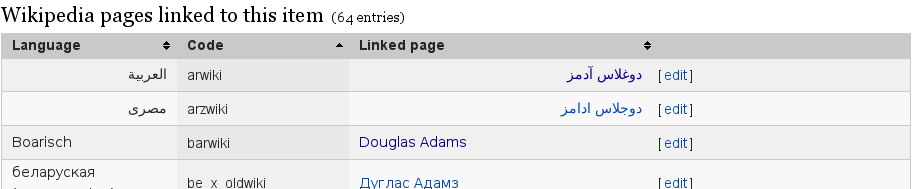 Wikipedia pages linked to this item (64 entries)
Language Code Linked page
العربية arwiki دوغلاس آدمز [edit]
مصرى arzwiki دوجلاس ادامز [edit]
Boarisch barwiki Douglas Adams [edit]
беларуская be_x_oldwiki Дуглас Адамз [edit]